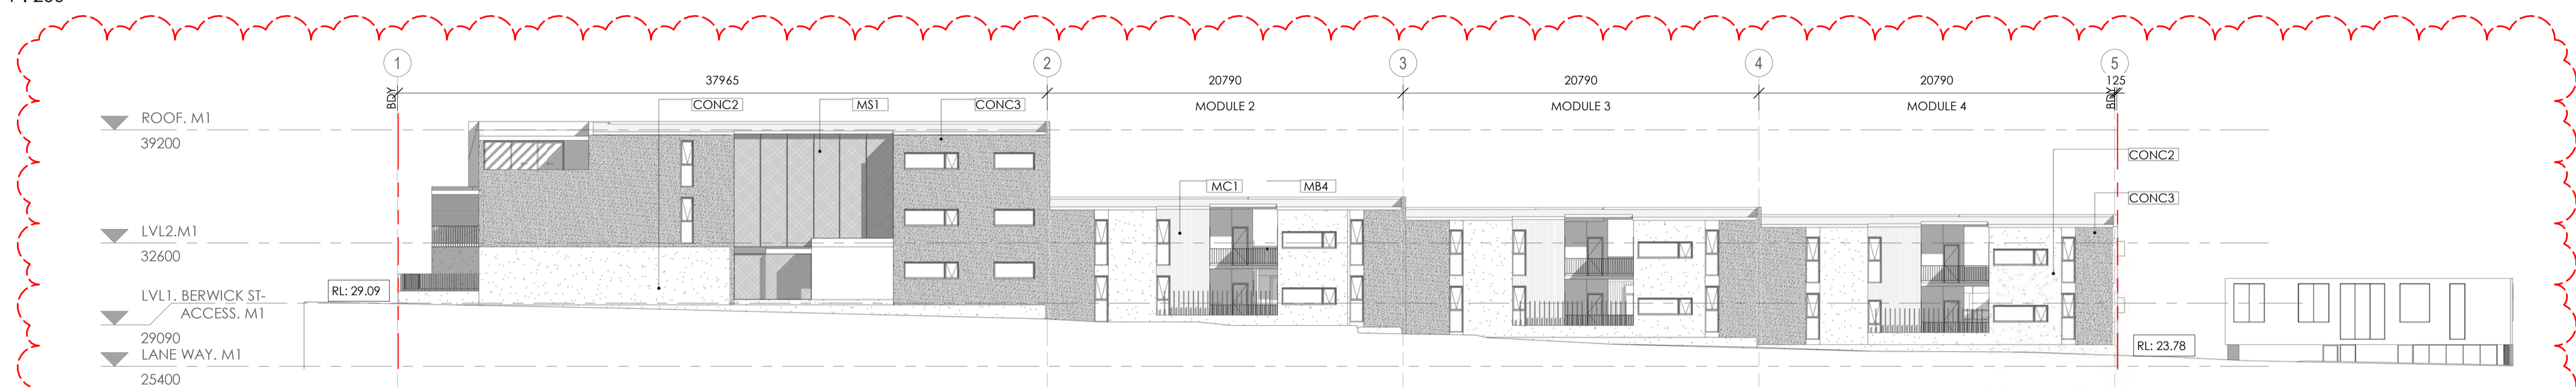 1 2 3 4 5
37965 20790 20790 20790 125
BDY BDY
MODULE 2 MODULE 3 MODULE 4
CONC2 MS1 CONC3
ROOF. M1
39200
CONC2
MC1 MB4
CONC3
LVL2.M1
32600
RL: 29.09
LVL1. BERWICK ST-
ACCESS. M1
29090
LANE WAY. M1
25400
RL: 23.78